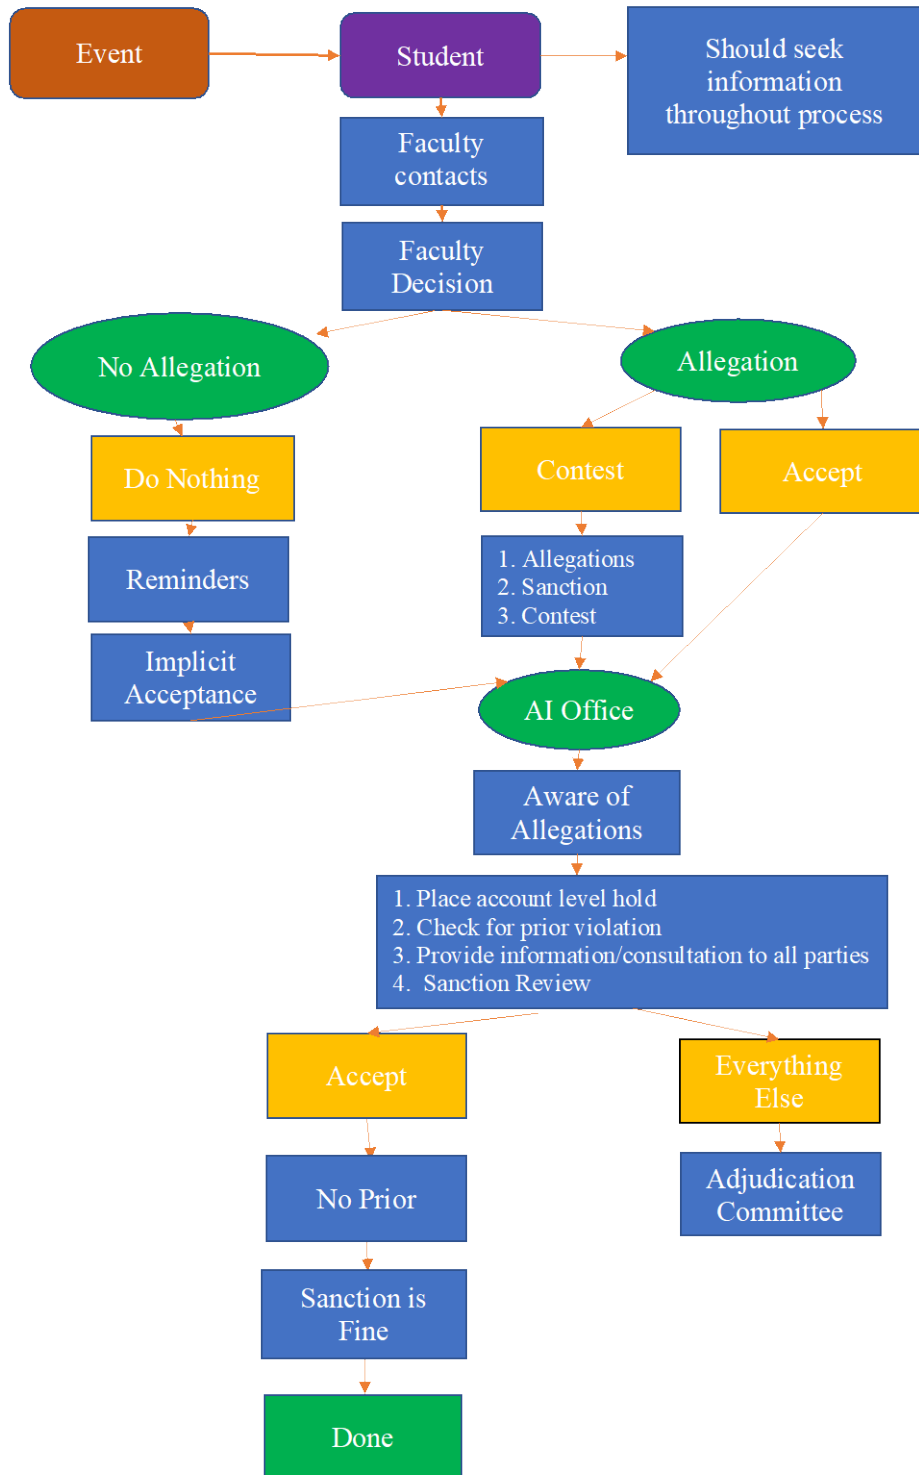 Event
Student
Should seek
information
throughout process
Faculty
contacts
Faculty
Decision
No Allegation
Allegation
Do Nothing
Contest
Accept
Reminders
1. Allegations
2. Sanction
3. Contest
Implicit
Acceptance
AI Office
Aware of
Allegations
1. Place account level hold
2. Check for prior violation
3. Provide information/consultation to all parties
4. Sanction Review
Accept
Everything
Else
No Prior
Adjudication
Committee
Sanction is
Fine
Done